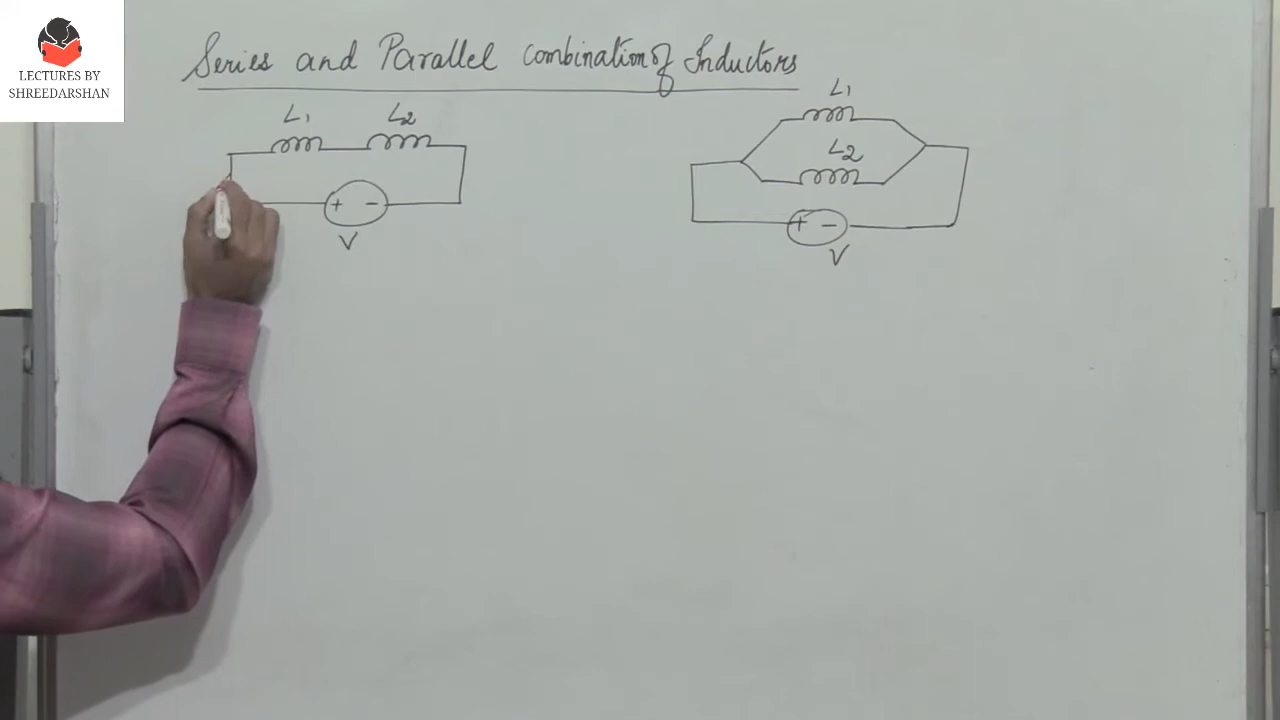 LECTURES BY
SHREEDARSHAN
Series and Parallel combination of Inductors
L1 L2
+ -
V
L1
L2
+ -
V